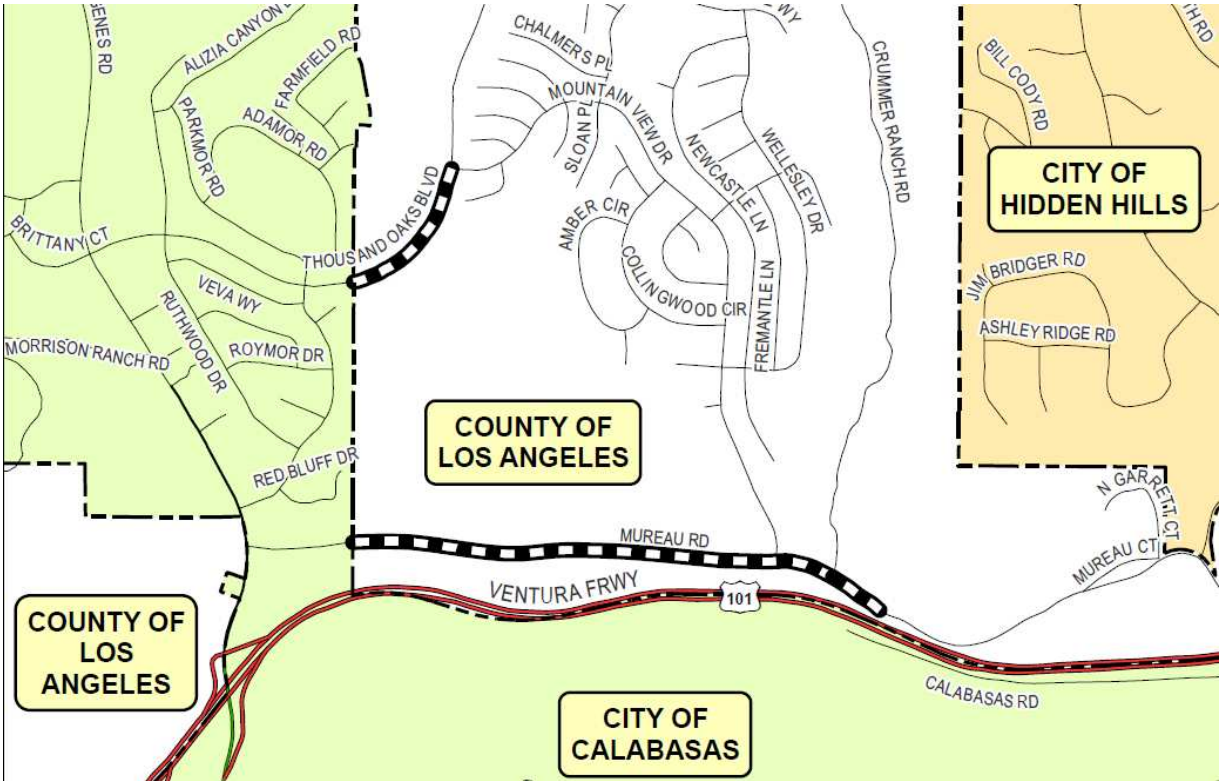 ALIZIA CANYON
FARMFIELD RD
ADAMOR RD
PARKMOR RD
BRITTANY CT
THOUSAND OAKS BLVD
VEVA WY
RUTHWOOD DR
ROYMOR DR
MORRISON RANCH RD
RED BLUFF DR
CHALMERS PL
SLOAN PL
MOUNTAIN VIEW DR
NEWCASTLE LN
WELLESLEY DR
AMBER CIR
COLLINGWOOD CIR
FREMANTLE LN
CRUMMER RANCH RD
BILL CODY RD
CITY OF
HIDDEN HILLS
JIM BRIDGER RD
ASHLEY RIDGE RD
COUNTY OF
LOS ANGELES
N GARRETT CT
MUREAU CT
MUREAU RD
VENTURA FRWY
101
CALABASAS RD
COUNTY OF
LOS
ANGELES
CITY OF
CALABASAS